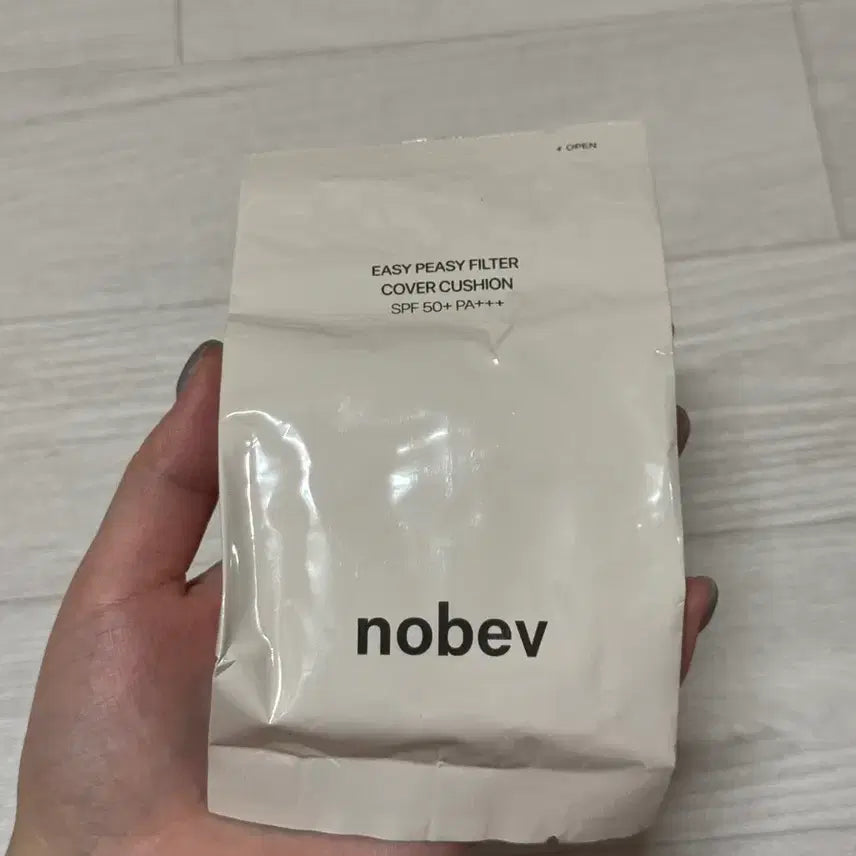 OPEN
EASY PEASY FILTER
COVER CUSHION
SPF 50+ PA+++
nobev